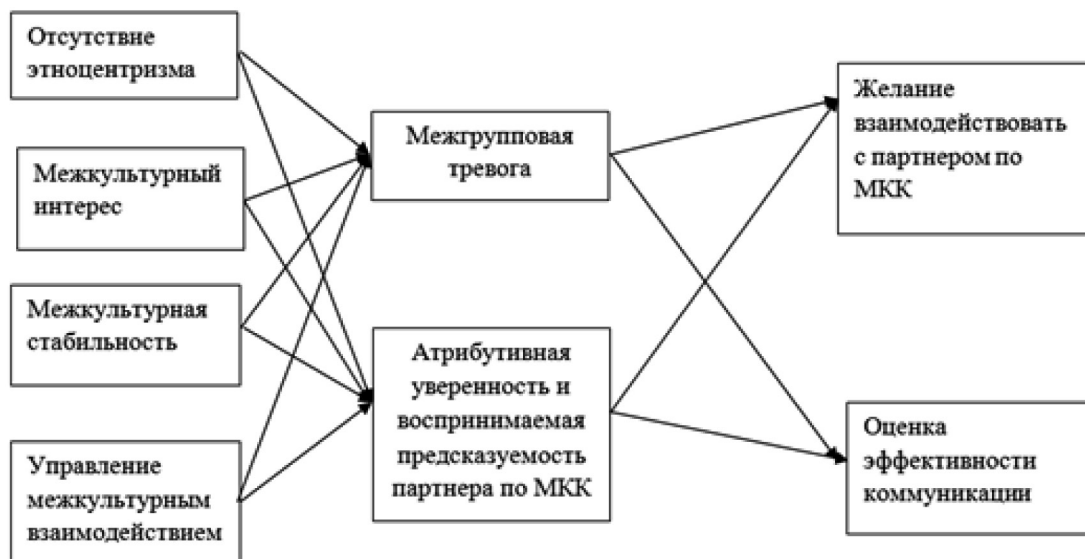 Отсутствие
этноцентризма
Межкультурный
интерес
Межкультурная
стабильность
Управление
межкультурным
взаимодействием
Межгрупповая
тревога
Атрибутивная
уверенность и
воспринимаемая
предсказуемость
партнера по МКК
Желание
взаимодействовать
с партнером по
МКК
Оценка
эффективности
коммуникации